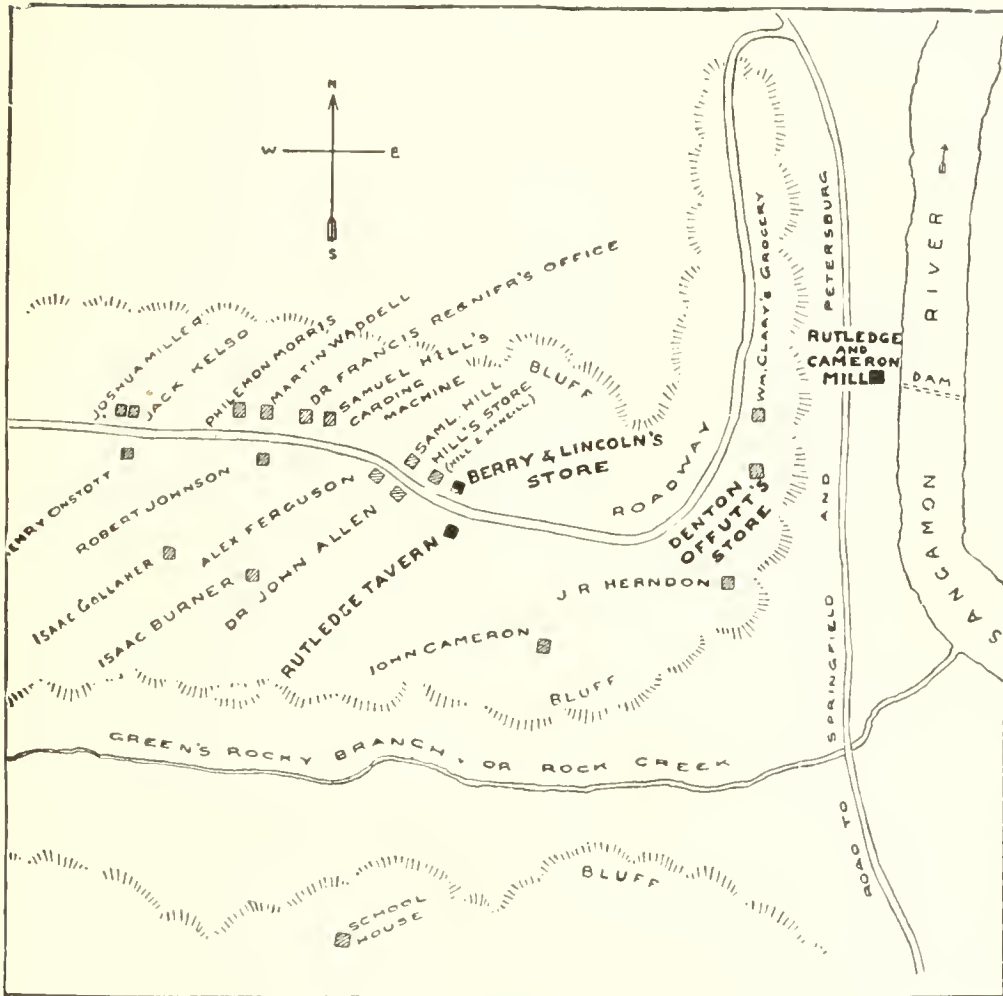 N
W E
S
JOSHUA MILLER
JACK KELSO
PHILEMON MORRIS
MARTIN WADDELL
DR FRANCIS REGNIER'S OFFICE
SAMUEL HILL'S
CARDING
MACHINE
SAML. HILL
HILL'S STORE
BLUFF
BERRY & LINCOLN'S
STORE
ROADWAY
WM. CLARY'S GROCERY
RUTLEDGE
AND
CAMERON
MILL
DAM
SANGAMON RIVER
ROAD TO SPRINGFIELD AND PETERSBURG
HENRY ONSTOTT
ROBERT JOHNSON
ALEX FERGUSON
ISAAC GOLLAHER
ISAAC BURNER
DR JOHN ALLEN
RUTLEDGE TAVERN
DENTON
OFFUTT'S
STORE
J R HERNDON
JOHN CAMERON
BLUFF
GREEN'S ROCKY BRANCH, OR ROCK CREEK
BLUFF
SCHOOL
HOUSE